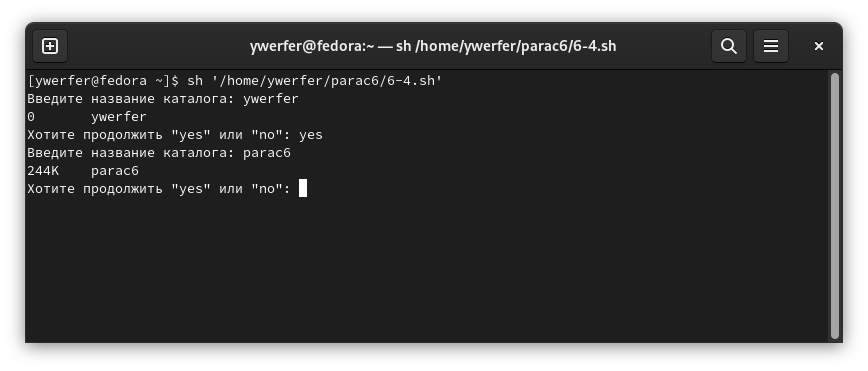 ywerfer@fedora:~ — sh /home/ywerfer/parac6/6-4.sh
[ywerfer@fedora ~]$ sh '/home/ywerfer/parac6/6-4.sh'
Введите название каталога: ywerfer
0 ywerfer
Хотите продолжить "yes" или "no": yes
Введите название каталога: parac6
244K parac6
Хотите продолжить "yes" или "no":